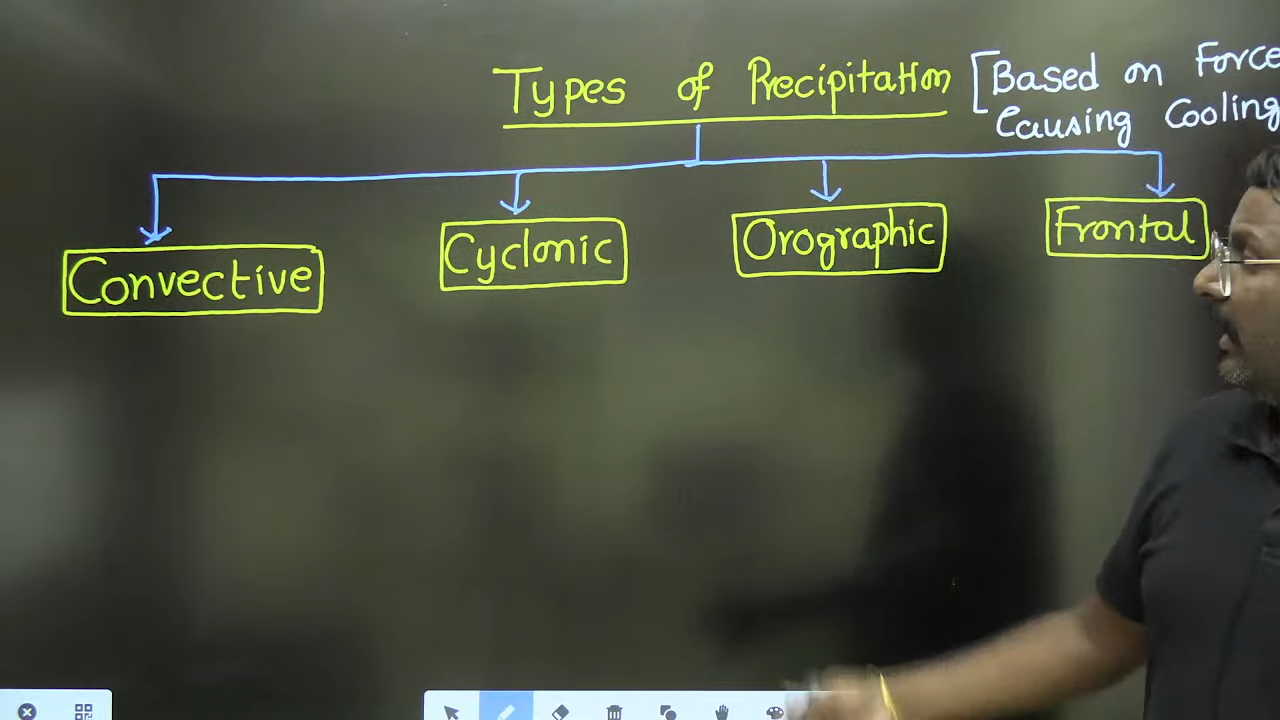 Types of Precipitation [Based on Force
Causing Cooling
Convective
Cyclonic
Orographic
Frontal